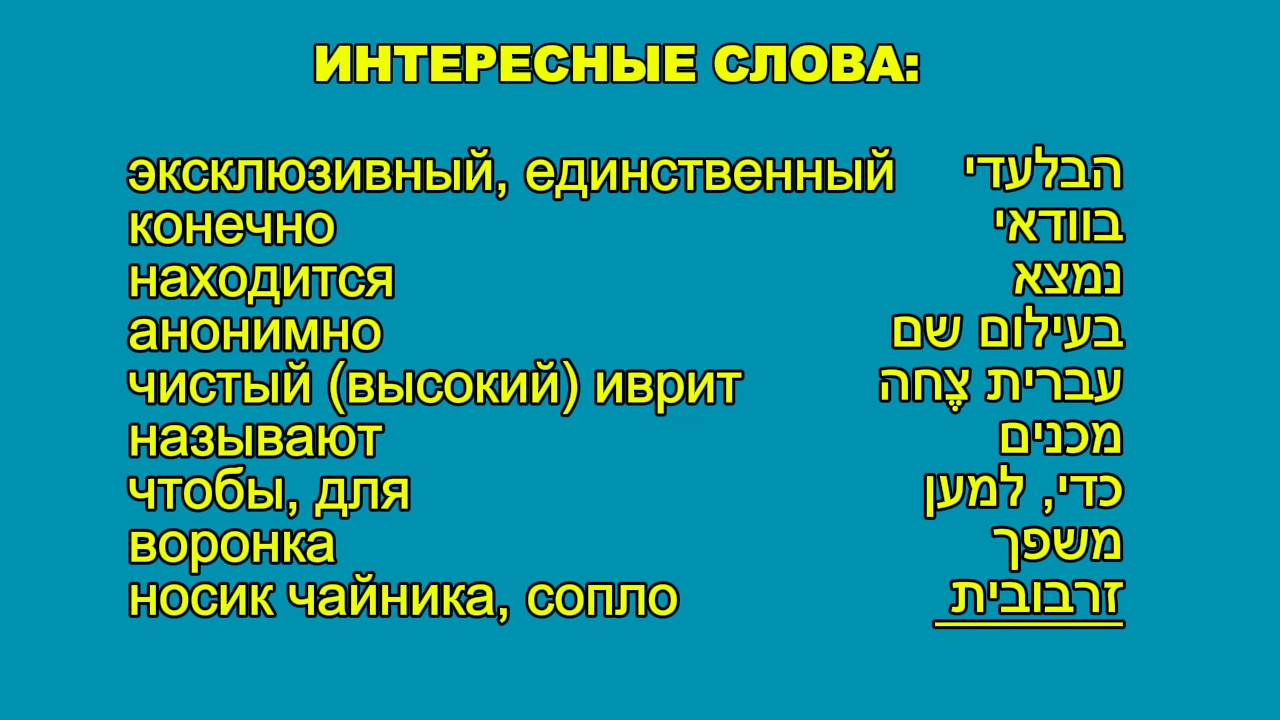 ИНТЕРЕСНЫЕ СЛОВА:
эксклюзивный, единственный הבלעדי
конечно בוודאי
находится נמצא
анонимно בעילום שם
чистый (высокий) иврит עברית צֶחה
называют מכנים
чтобы, для כדי, למען
воронка משפך
носик чайника, сопло זרבובית